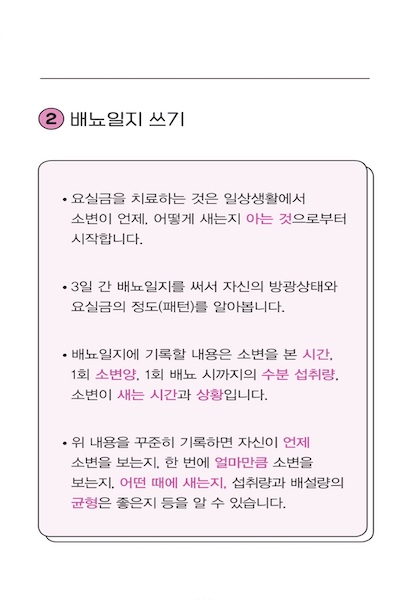 2 배뇨일지 쓰기
• 요실금을 치료하는 것은 일상생활에서
소변이 언제, 어떻게 새는지 아는 것으로부터
시작합니다.
• 3일 간 배뇨일지를 써서 자신의 방광상태와
요실금의 정도(패턴)를 알아봅니다.
• 배뇨일지에 기록할 내용은 소변을 본 시간,
1회 소변양, 1회 배뇨 시까지의 수분 섭취량,
소변이 새는 시간과 상황입니다.
• 위 내용을 꾸준히 기록하면 자신이 언제
소변을 보는지, 한 번에 얼마만큼 소변을
보는지, 어떤 때에 새는지, 섭취량과 배설량의
균형은 좋은지 등을 알 수 있습니다.